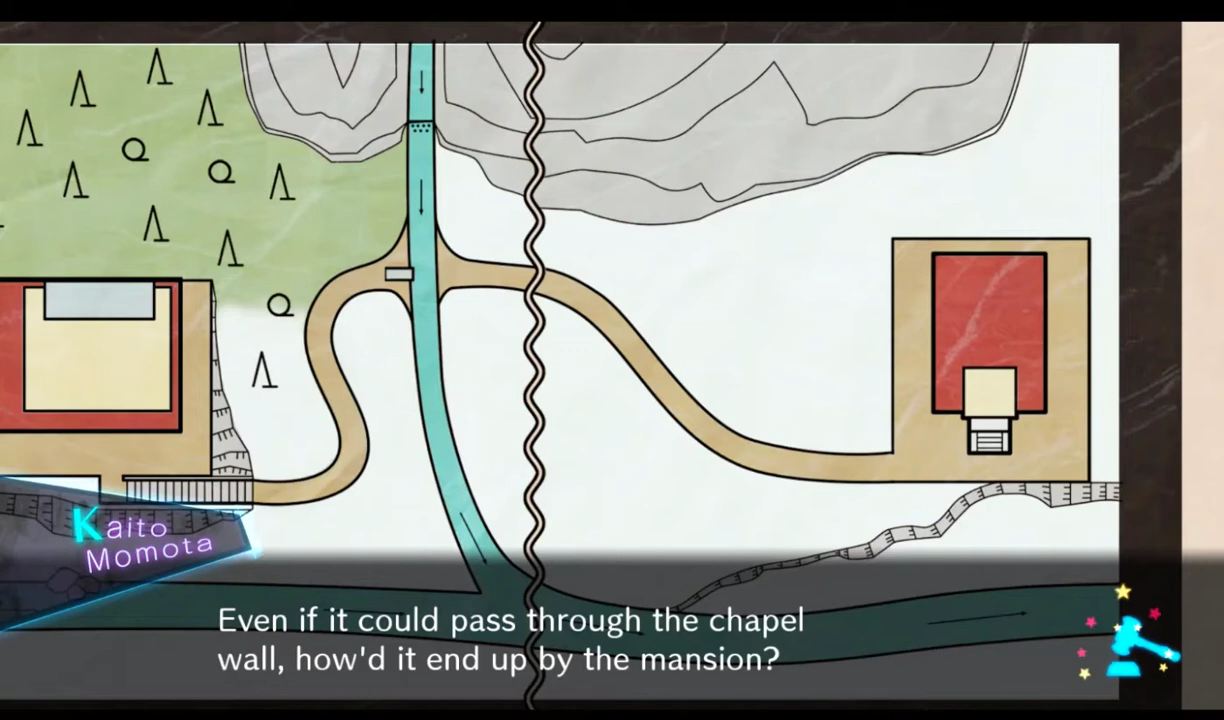 Kaito
Momota
Even if it could pass through the chapel
wall, how'd it end up by the mansion?